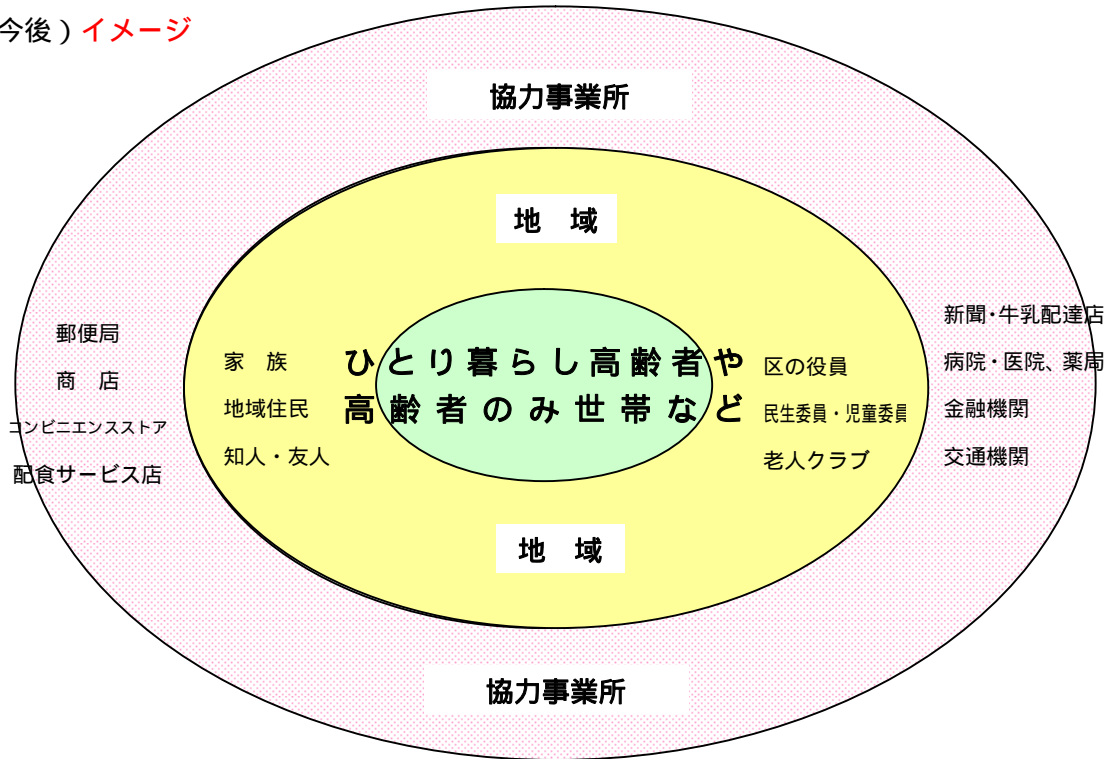 今後）イメージ
協力事業所
地　域
郵便局
商　店
コンビニエンスストア
配食サービス店
家　族
地域住民
知人・友人
ひとり暮らし高齢者や
高齢者のみ世帯など
区の役員
民生委員・児童委員
老人クラブ
新聞・牛乳配達店
病院・医院、薬局
金融機関
交通機関
地　域
協力事業所